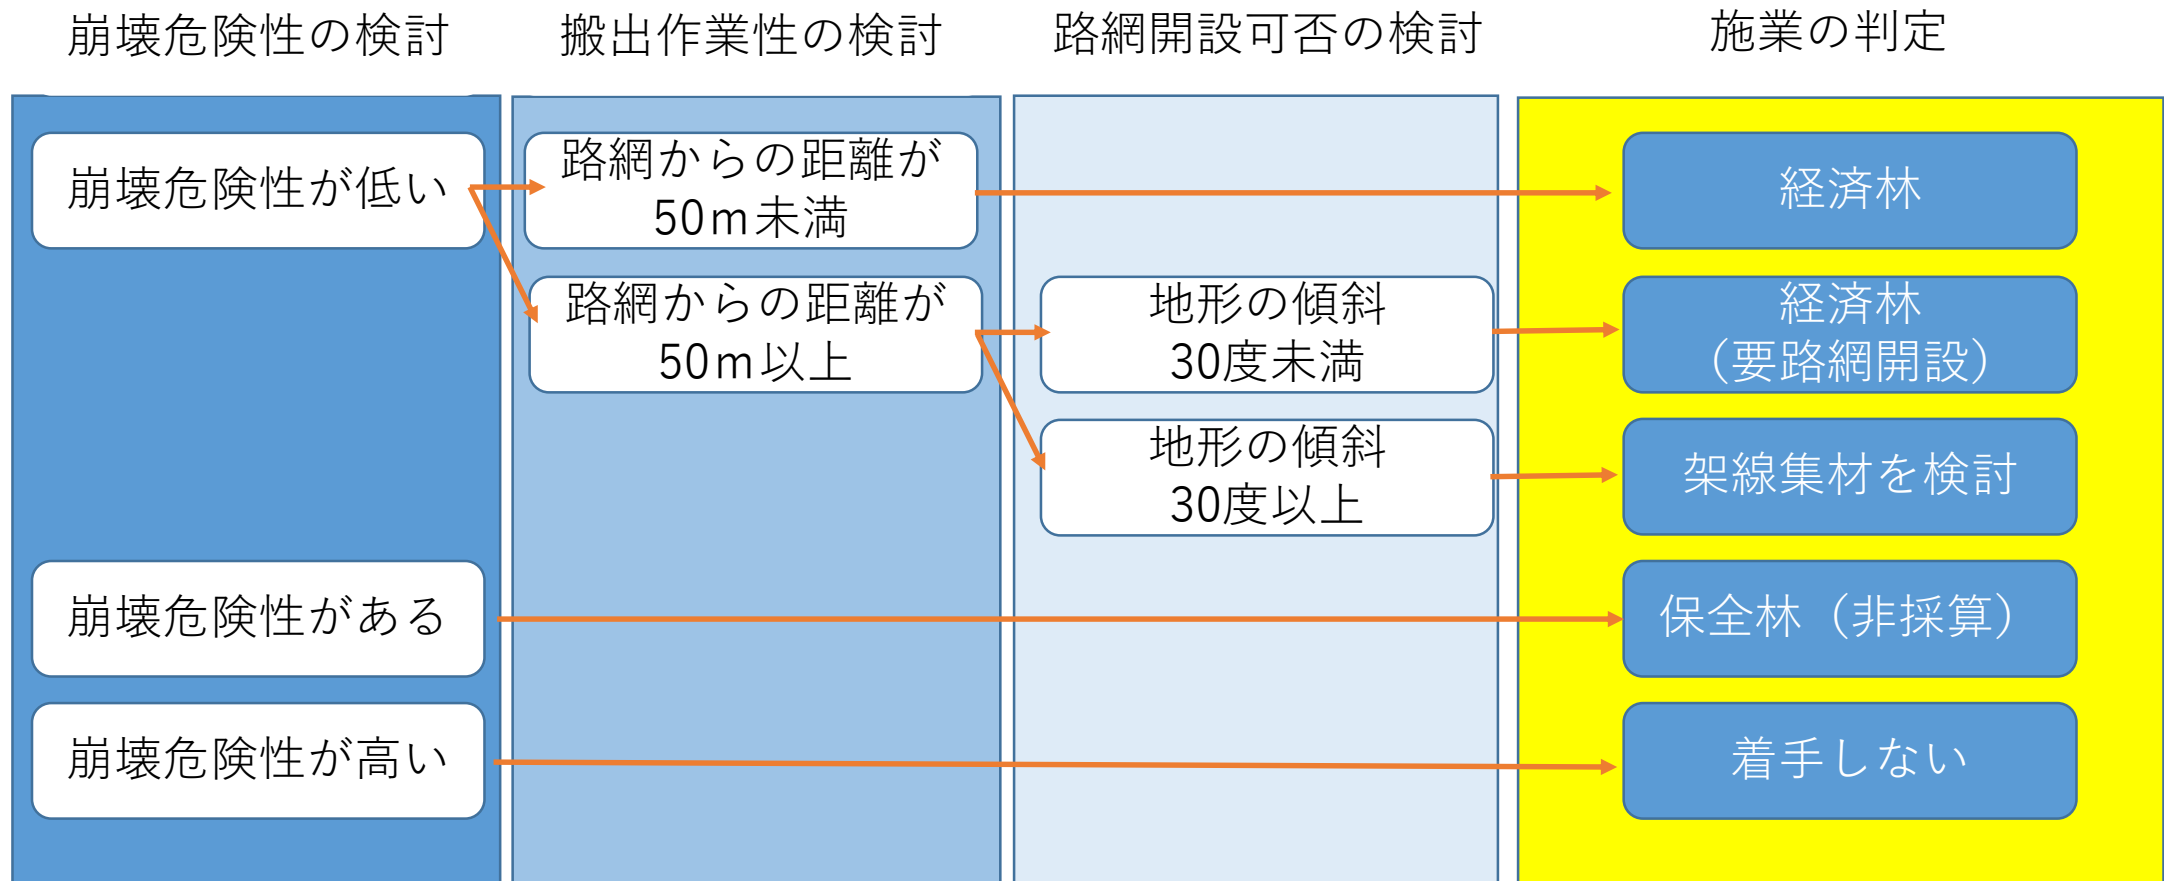 崩壊危険性の検討
搬出作業性の検討
路網開設可否の検討
施業の判定
崩壊危険性が低い
路網からの距離が
50ｍ未満
経済林
路網からの距離が
50ｍ以上
地形の傾斜
30度未満
経済林
（要路網開設）
地形の傾斜
30度以上
架線集材を検討
崩壊危険性がある
保全林（非採算）
崩壊危険性が高い
着手しない